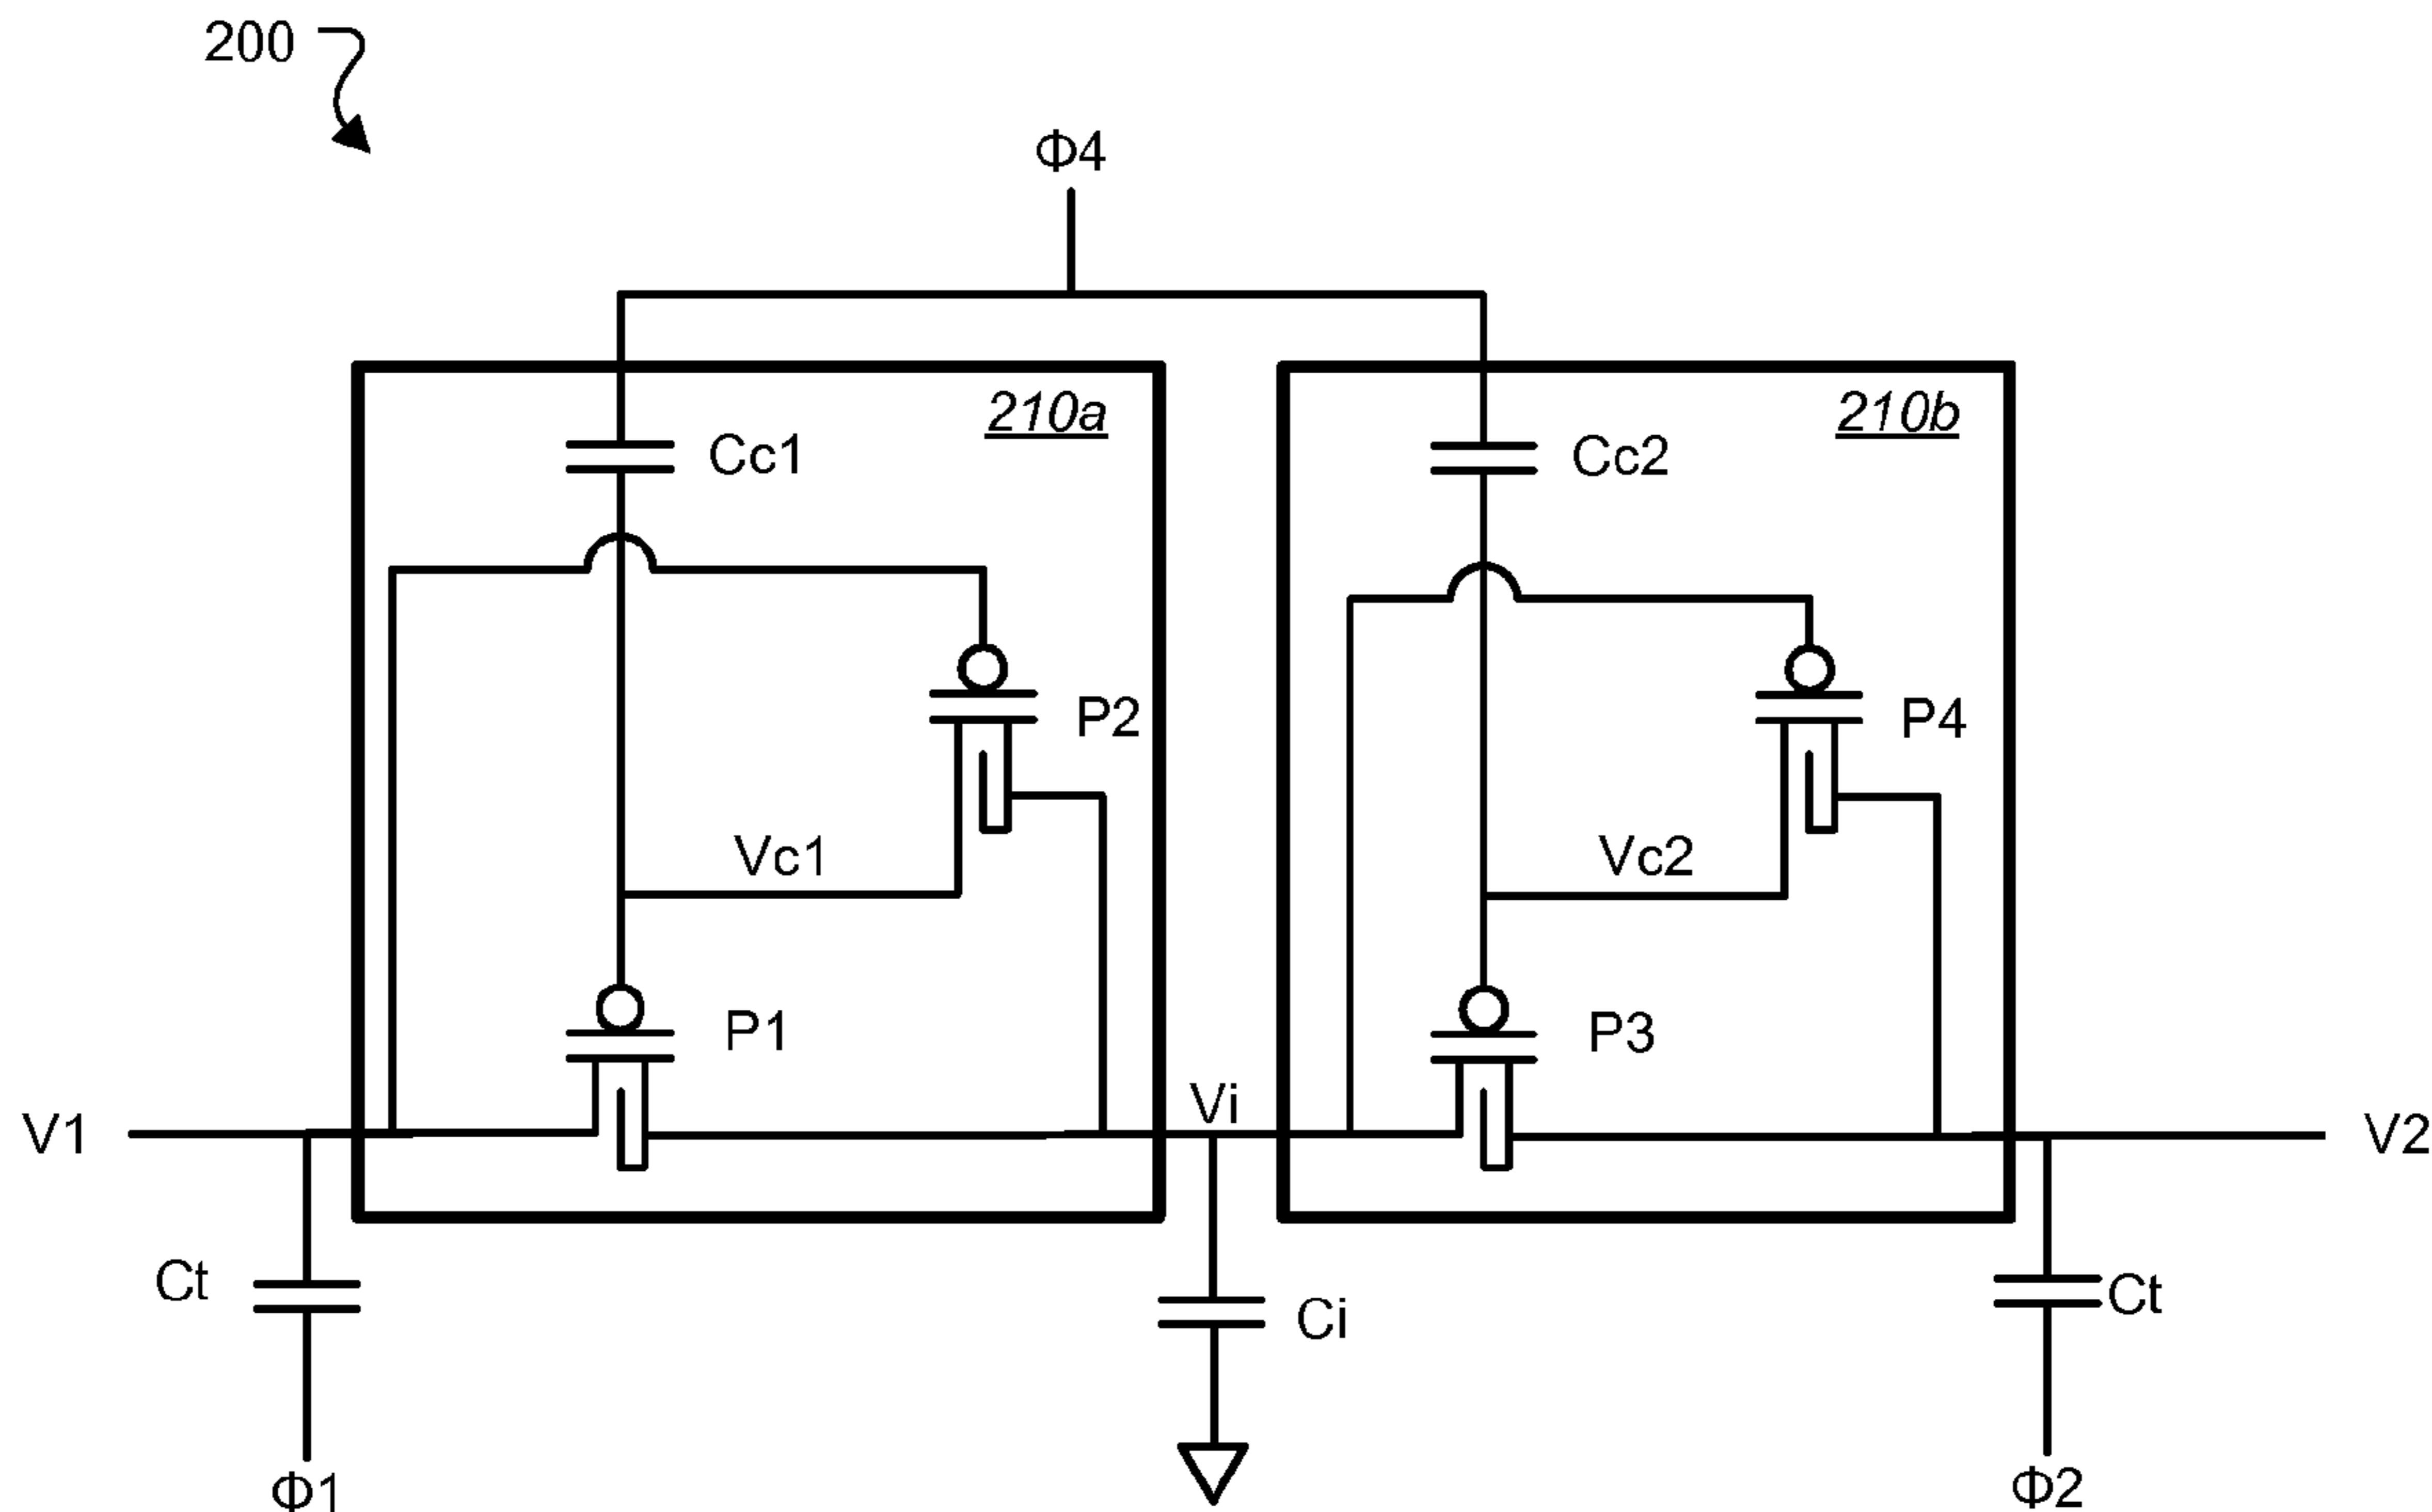 200
Φ4
210a
210b
Cc1
Cc2
P2
P4
Vc1
Vc2
P1
P3
V1
Vi
V2
Ct
Ci
Ct
Φ1
Φ2